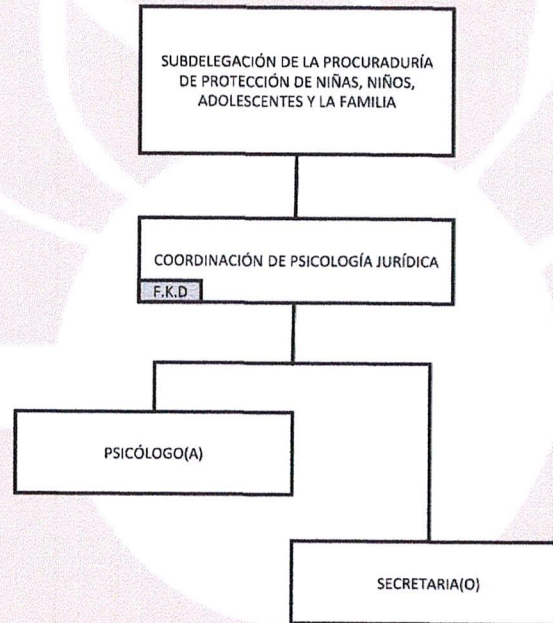 SUBDELEGACIÓN DE LA PROCURADURÍA
DE PROTECCIÓN DE NIÑAS, NIÑOS,
ADOLESCENTES Y LA FAMILIA
COORDINACIÓN DE PSICOLOGÍA JURÍDICA
F.K.D
PSICÓLOGO(A)
SECRETARIA(O)